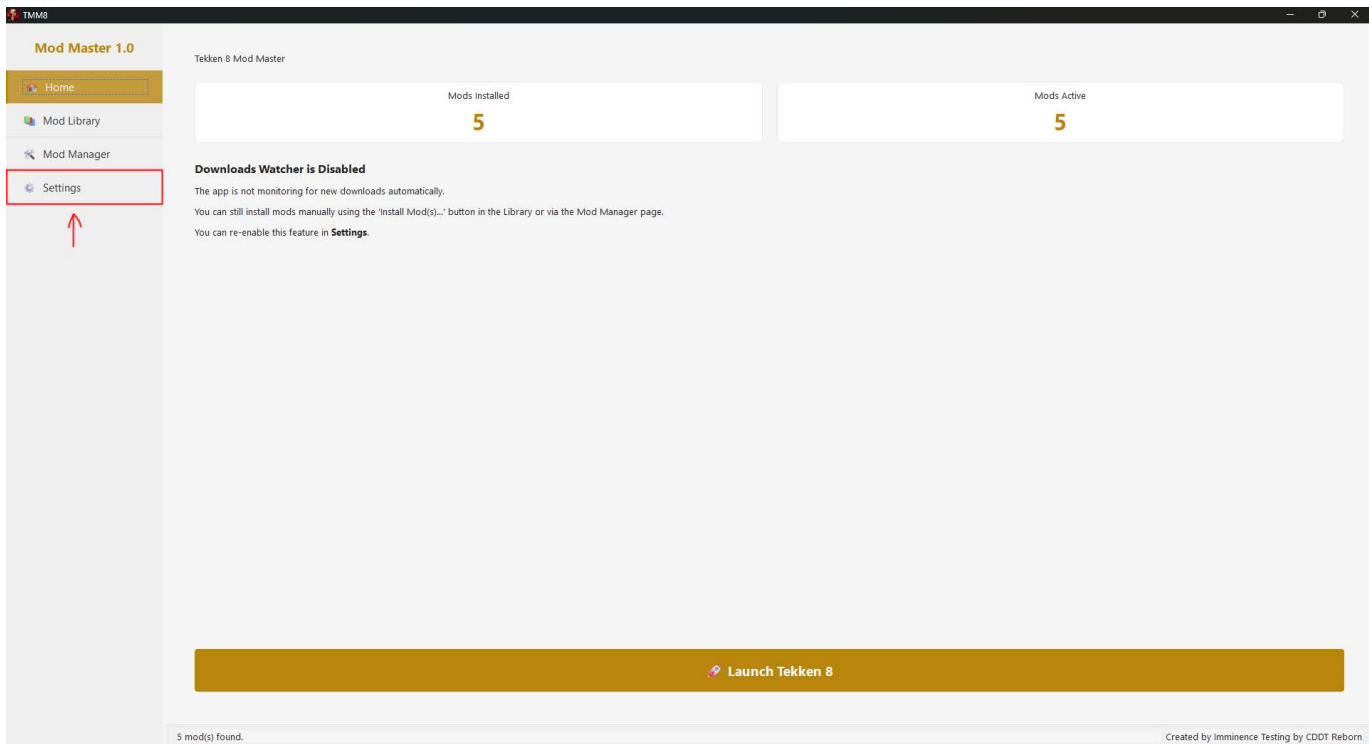 TMM8
Mod Master 1.0
Home
Mod Library
Mod Manager
Settings
Tekken 8 Mod Master
Mods Installed
5
Mods Active
5
Downloads Watcher is Disabled
The app is not monitoring for new downloads automatically.
You can still install mods manually using the 'Install Mod(s)...' button in the Library or via the Mod Manager page.
You can re-enable this feature in Settings.
Launch Tekken 8
5 mod(s) found.
Created by Imminence Testing by CDDT Reborn